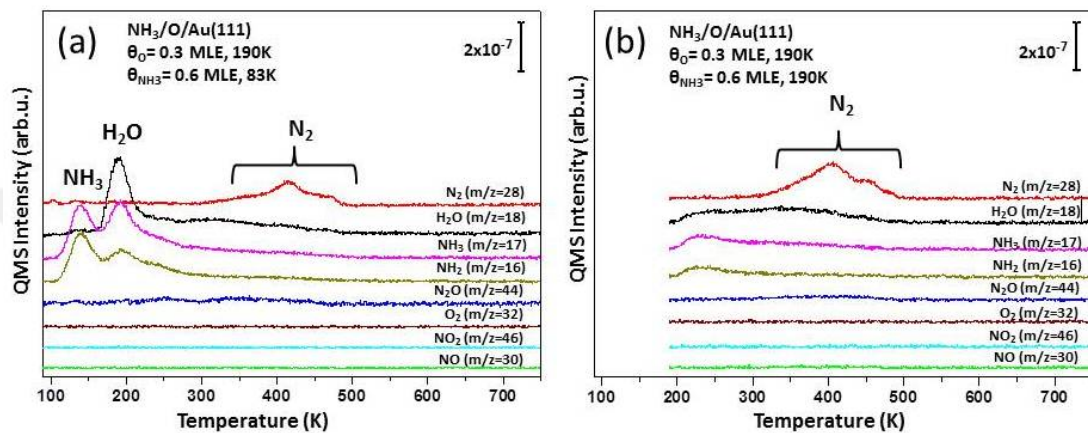 (a)
NH₃/O/Au(111)
θ_O= 0.3 MLE, 190K
θ_NH3= 0.6 MLE, 83K
2x10⁻⁷
N₂
H₂O
NH₃
N₂ (m/z=28)
H₂O (m/z=18)
NH₃ (m/z=17)
NH₂ (m/z=16)
N₂O (m/z=44)
O₂ (m/z=32)
NO₂ (m/z=46)
NO (m/z=30)
QMS Intensity (arb.u.)
100 200 300 400 500 600 700
Temperature (K)
(b)
NH₃/O/Au(111)
θ_O= 0.3 MLE, 190K
θ_NH3= 0.6 MLE, 190K
2x10⁻⁷
N₂
N₂ (m/z=28)
H₂O (m/z=18)
NH₃ (m/z=17)
NH₂ (m/z=16)
N₂O (m/z=44)
O₂ (m/z=32)
NO₂ (m/z=46)
NO (m/z=30)
QMS Intensity (arb.u.)
100 200 300 400 500 600 700
Temperature (K)